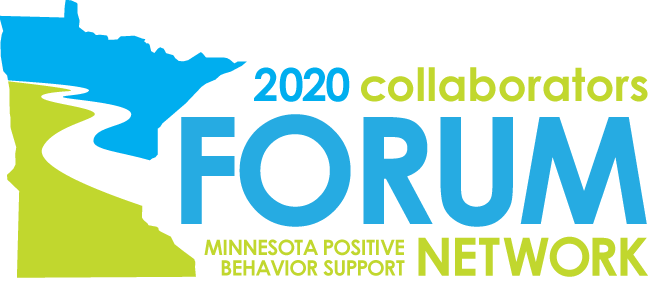 2020 collaborators
FORUM
MINNESOTA POSITIVE
BEHAVIOR SUPPORT NETWORK